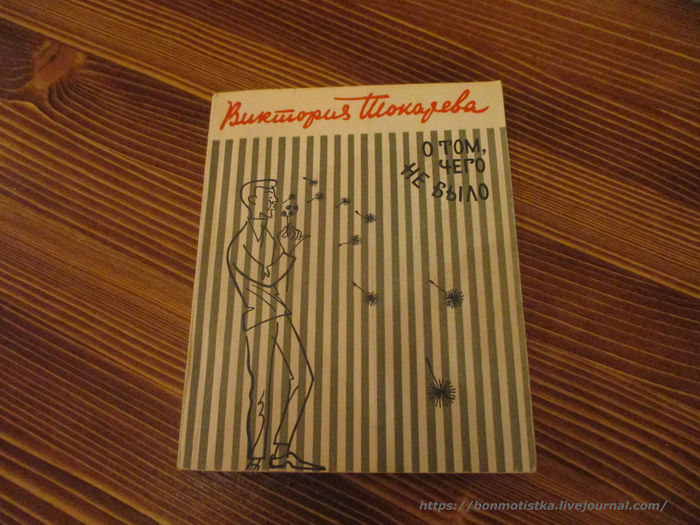 Виктория Токарева
О ТОМ,
ЧЕГО
НЕ БЫЛО
https://bonmotistka.livejournal.com/